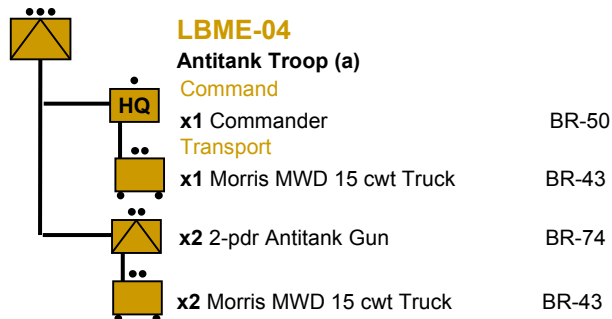 LBME-04
Antitank Troop (a)
Command
HQ
x1 Commander BR-50
Transport
x1 Morris MWD 15 cwt Truck BR-43
x2 2-pdr Antitank Gun BR-74
x2 Morris MWD 15 cwt Truck BR-43